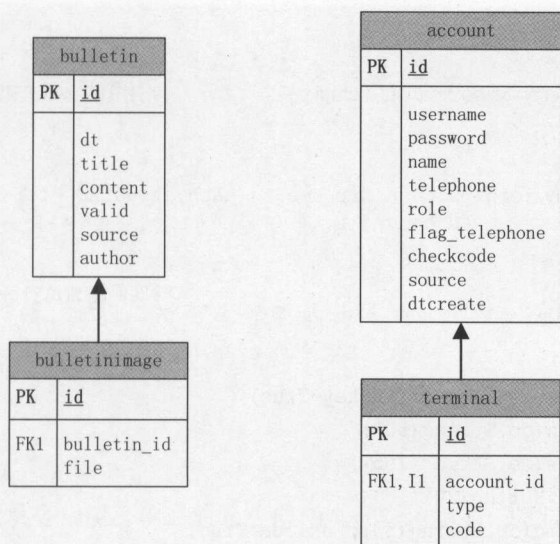 bulletin
PK id
dt
title
content
valid
source
author
bulletinimage
PK id
FK1 bulletin_id
file
account
PK id
username
password
name
telephone
role
flag_telephone
checkcode
source
dtcreate
terminal
PK id
FK1, I1 account_id
type
code